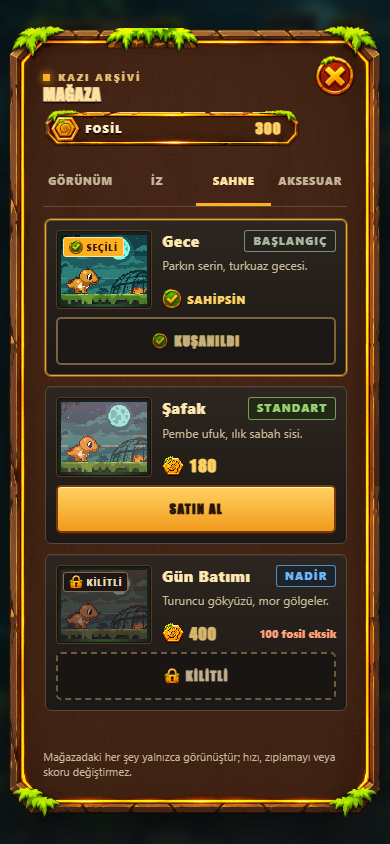 KAZI ARŞİVİ
MAĞAZA
FOSİL 300
GÖRÜNÜM İZ SAHNE AKSESUAR
SEÇİLİ
Gece BAŞLANGIÇ
Parkın serin, turkuaz gecesi.
SAHİPSİN
KUŞANILDI
Şafak STANDART
Pembe ufuk, ılık sabah sisi.
180
SATIN AL
KİLİTLİ
Gün Batımı NADİR
Turuncu gökyüzü, mor gölgeler.
400 100 fosil eksik
KİLİTLİ
Mağazadaki her şey yalnızca görünüştür; hızı, zıplamayı veya
skoru değiştirmez.